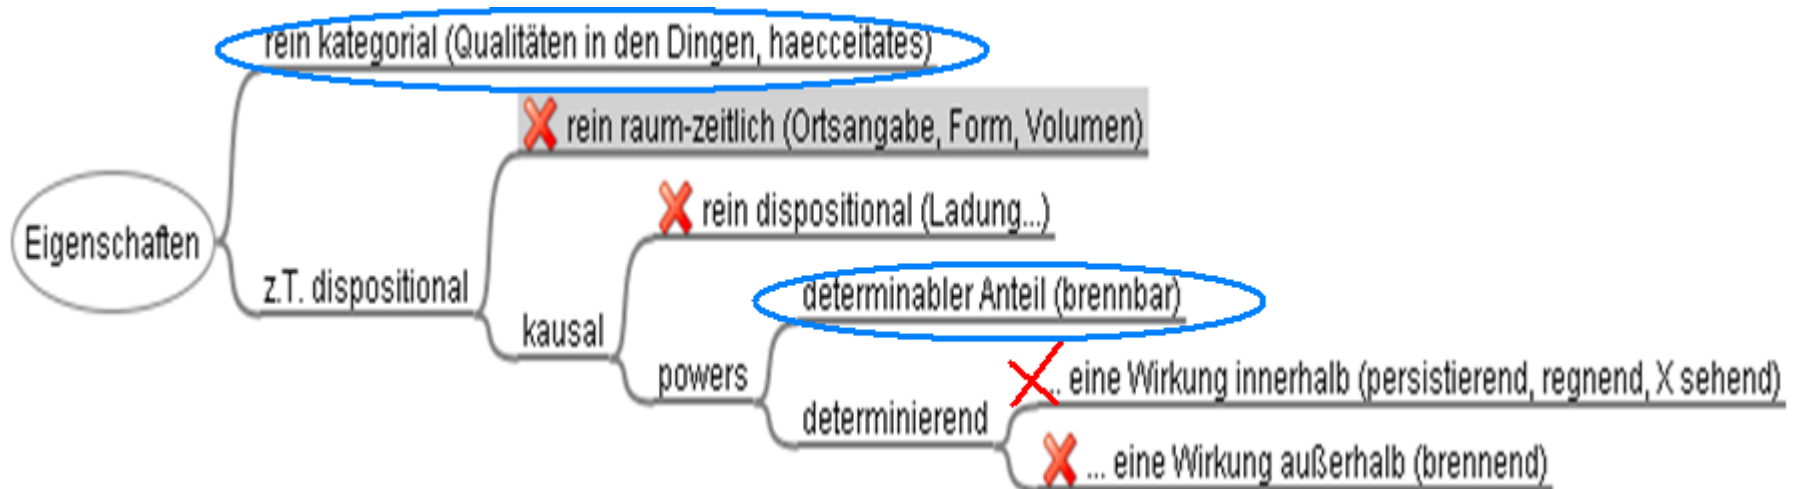 rein kategorial (Qualitäten in den Dingen, haecceitates)
rein raum-zeitlich (Ortsangabe, Form, Volumen)
rein dispositional (Ladung...)
Eigenschaften
z.T. dispositional
determinabler Anteil (brennbar)
kausal
powers
... eine Wirkung innerhalb (persistierend, regnend, X sehend)
determinierend
... eine Wirkung außerhalb (brennend)